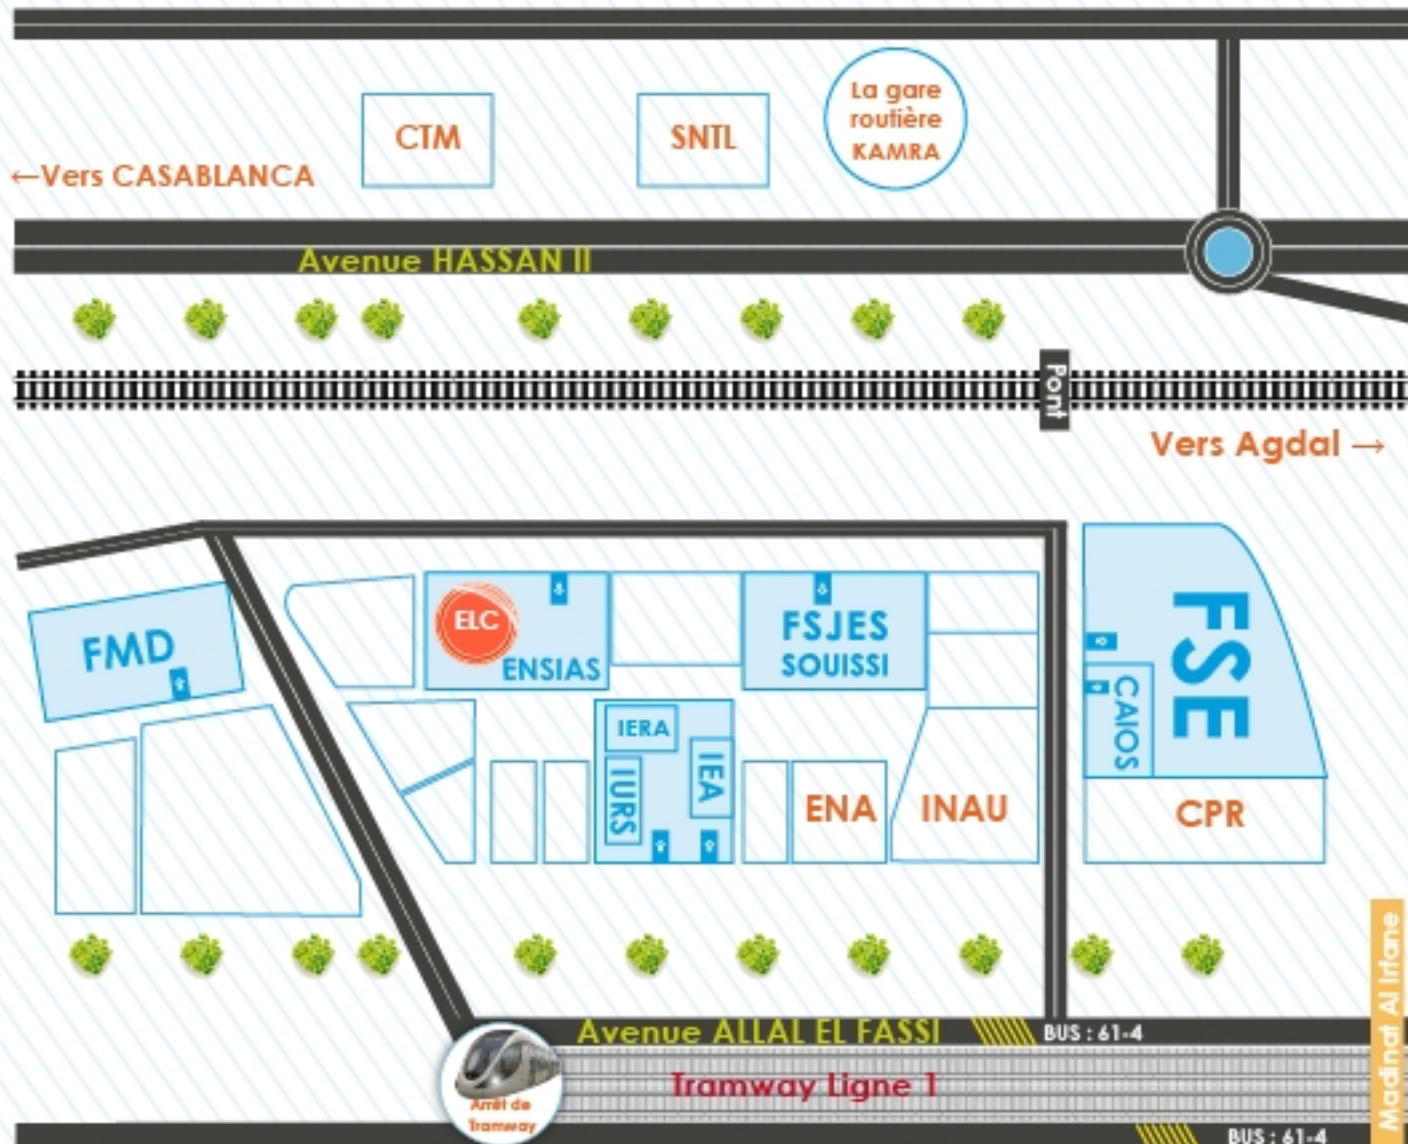 La gare
routière
KAMRA
CTM
SNTL
←Vers CASABLANCA
Avenue HASSAN II
Pont
Vers Agdal →
ELC
ENSIAS
FSJES
SOUISSI
FMD
FSE
CAIOS
IERA
IEA
IURS
ENA
INAU
CPR
Madinat Al Irfane
Avenue ALLAL EL FASSI
BUS : 61-4
Tramway Ligne 1
Arrêt de
Tramway
BUS : 61-4